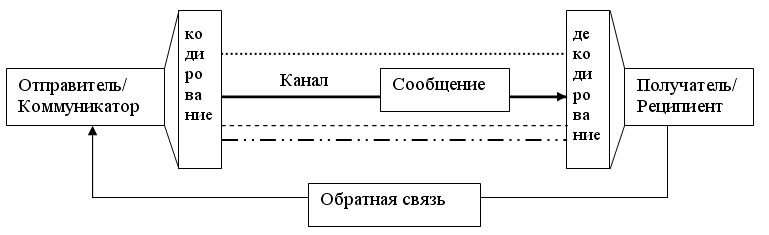 Отправитель/
Коммуникатор
ко
ди
ро
ва
ние
Канал
Сообщение
де
ко
ди
ро
ва
ние
Получатель/
Реципиент
Обратная связь